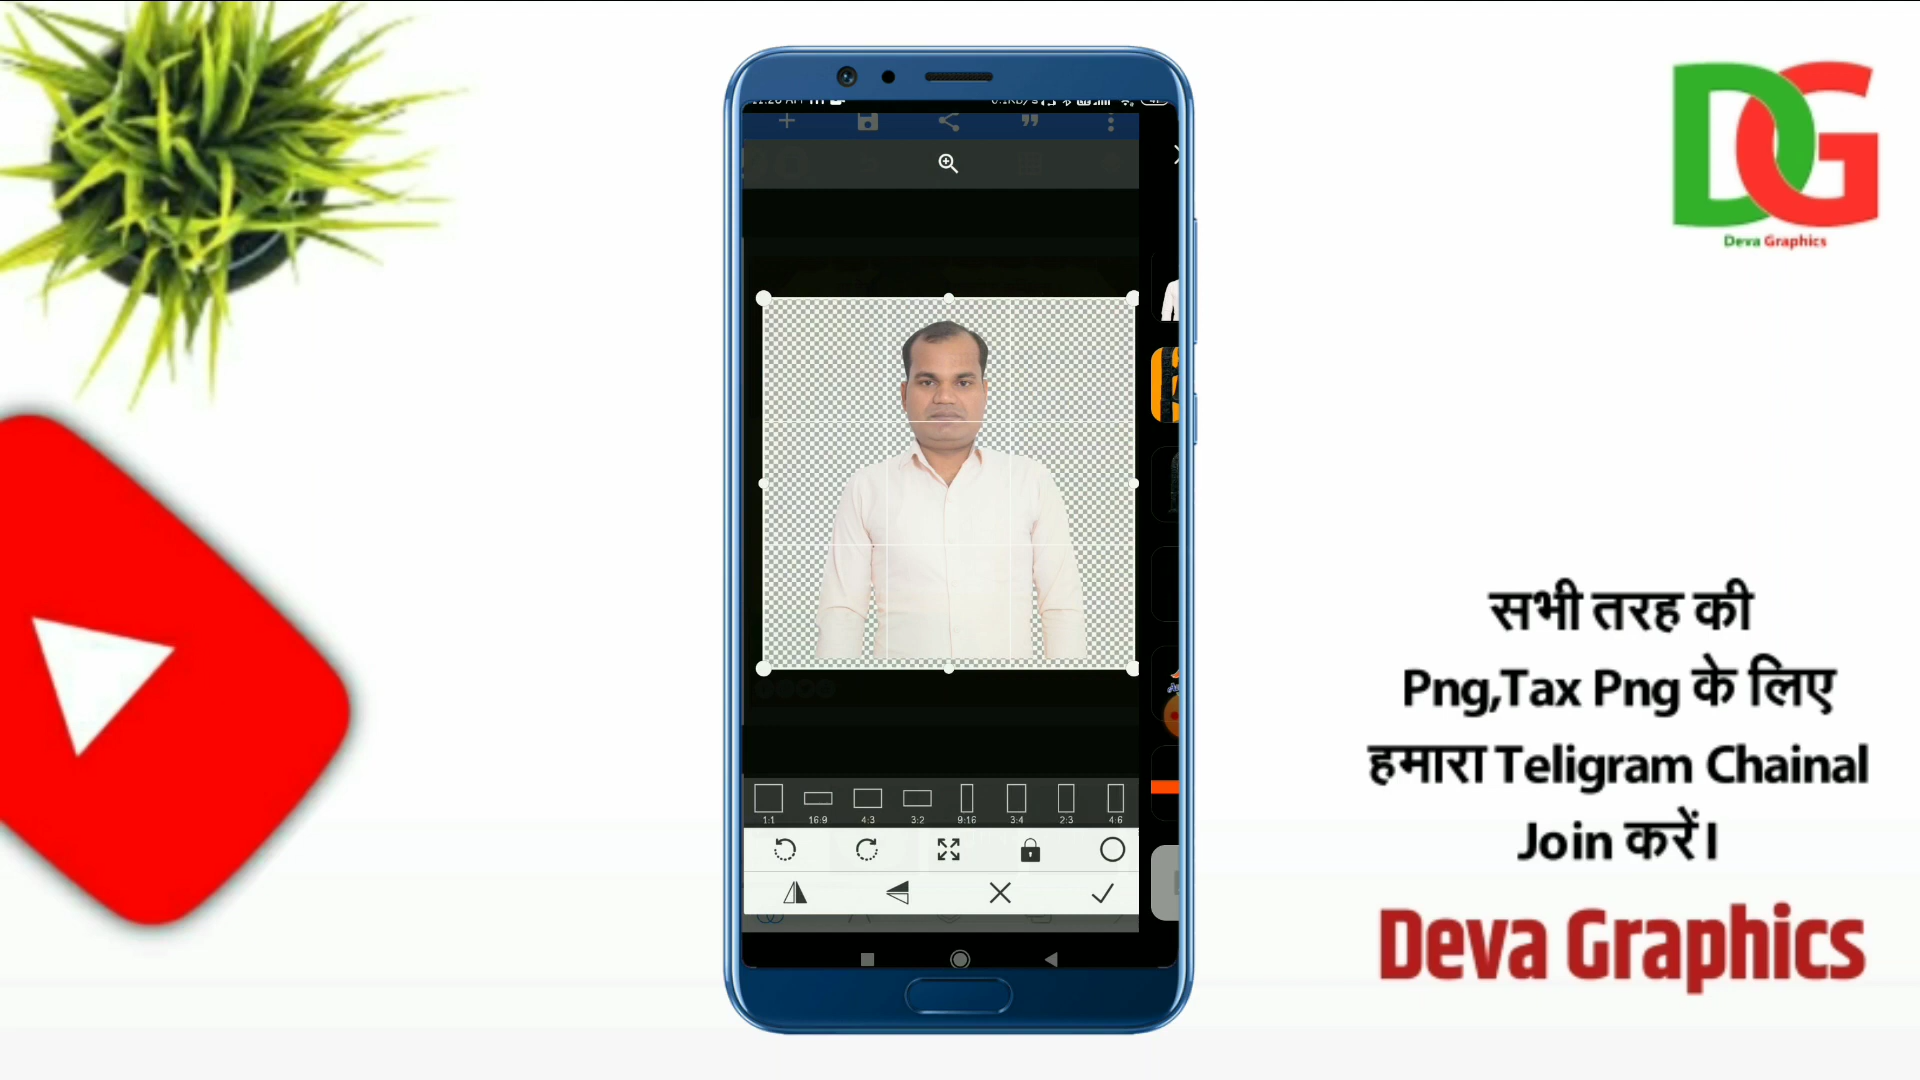 DG
Deva Graphics
1:1 16:9 4:3 3:2 9:16 3:4 2:3 4:6
सभी तरह की
Png,Tax Png के लिए
हमारा Teligram Chainal
Join करें।
Deva Graphics